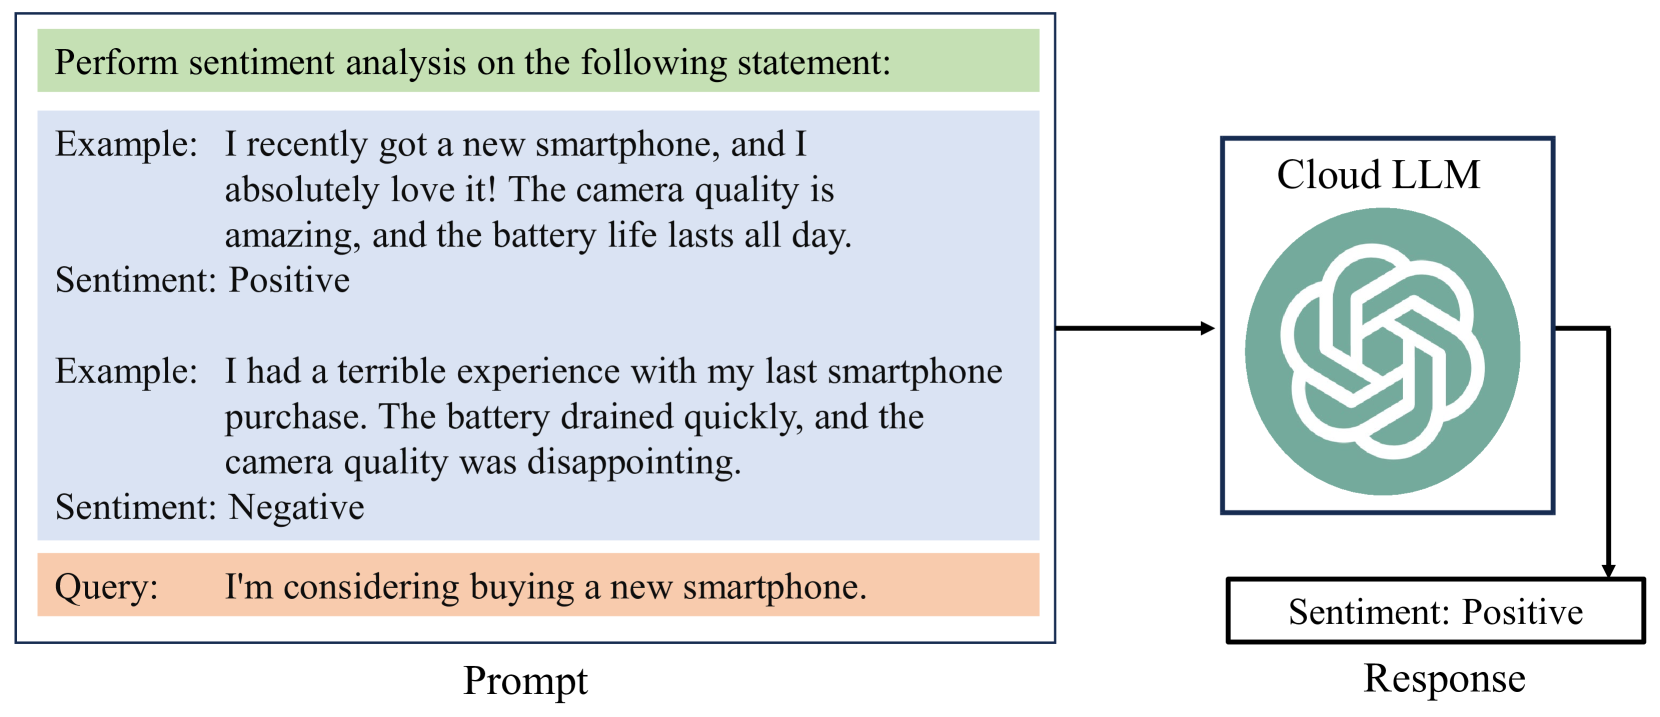 Perform sentiment analysis on the following statement:
Example: I recently got a new smartphone, and I
absolutely love it! The camera quality is
amazing, and the battery life lasts all day.
Sentiment: Positive
Example: I had a terrible experience with my last smartphone
purchase. The battery drained quickly, and the
camera quality was disappointing.
Sentiment: Negative
Query: I'm considering buying a new smartphone.
Prompt
Cloud LLM
Sentiment: Positive
Response